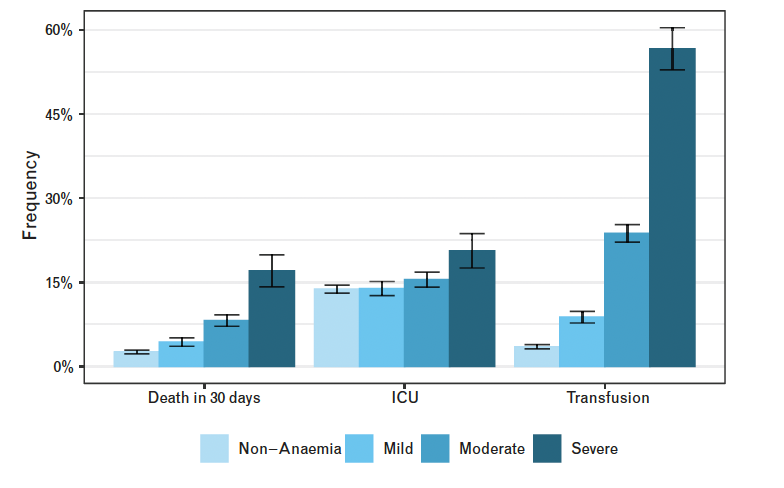 60%
45%
30%
15%
0%
Frequency
Death in 30 days ICU Transfusion
Non−Anaemia Mild Moderate Severe